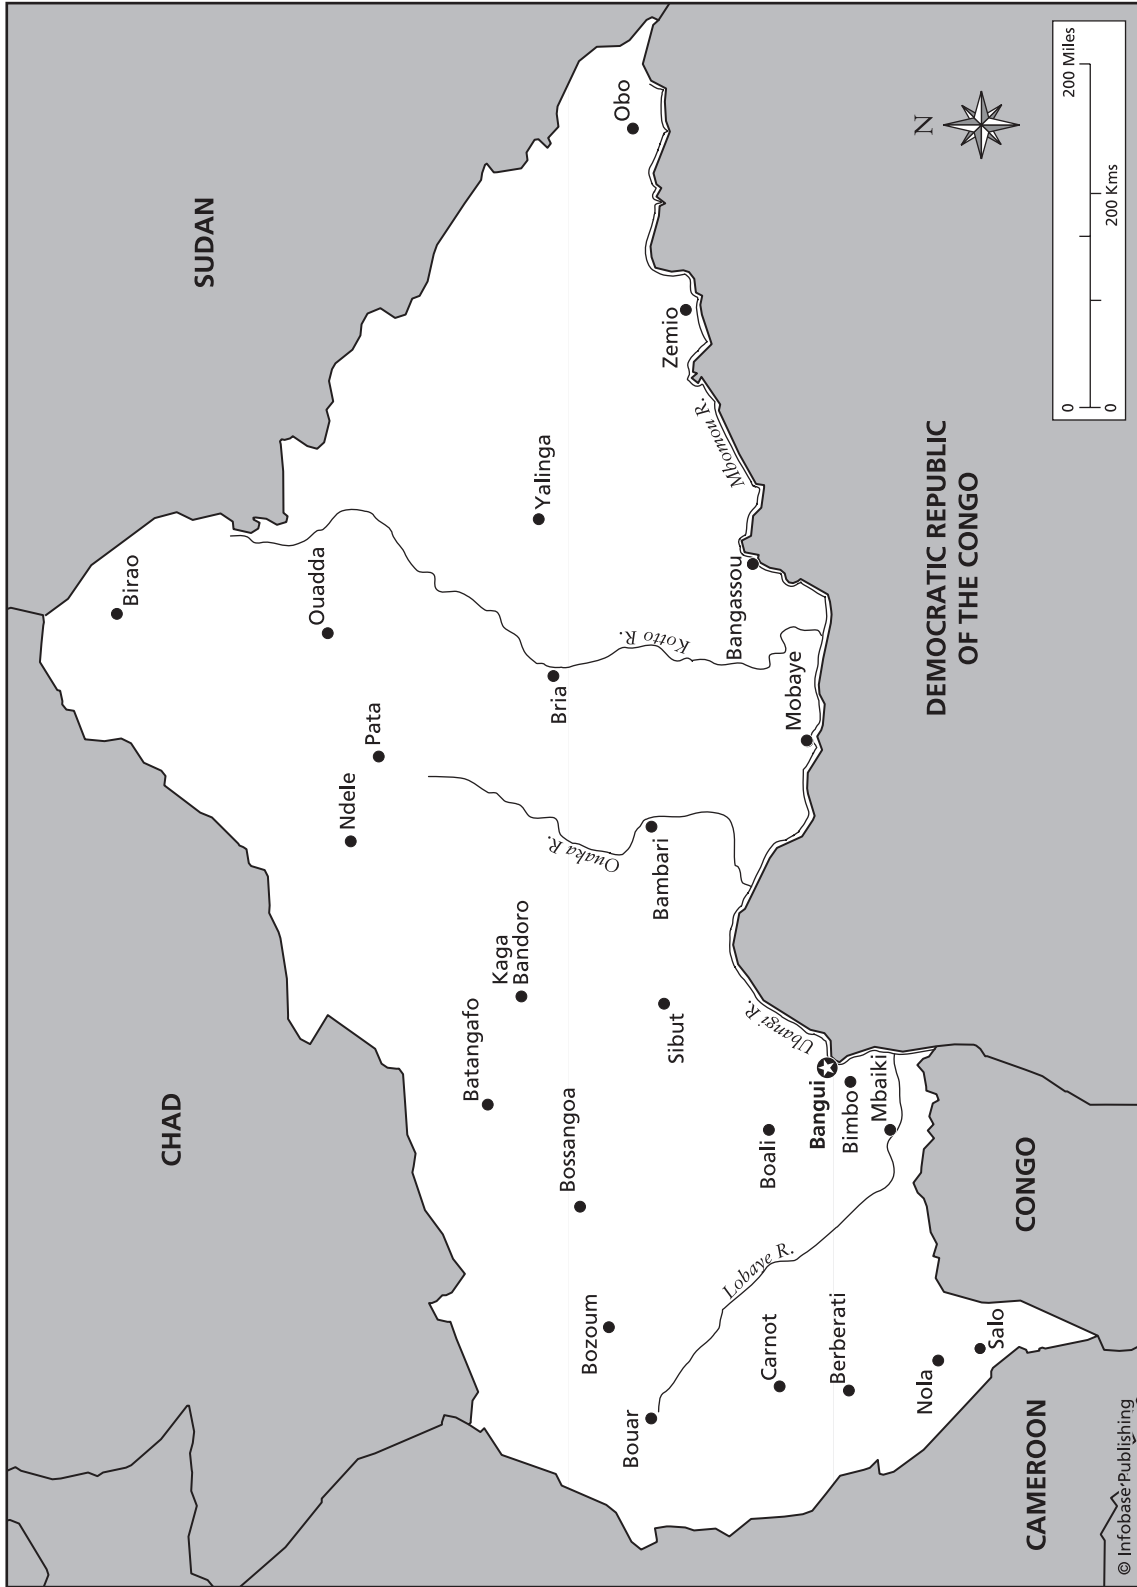 CHAD
SUDAN
Birao
Ouadda
Pata
Ndele
Yalinga
Obo
Kaga
Bandoro
Batangafo
Bria
Ouaka R.
Kotto R.
Bossangoa
Bozoum
Bouar
Sibut
Bambari
Zemio
Mbomou R.
Bangassou
Mobaye
Ubangi R.
Boali
Lobaye R.
Carnot
Bangui
Bimbo
Mbaiki
Berberati
Nola
Salo
CAMEROON
CONGO
DEMOCRATIC REPUBLIC
OF THE CONGO
N
0
200 Miles
0
200 Kms
© Infobase Publishing